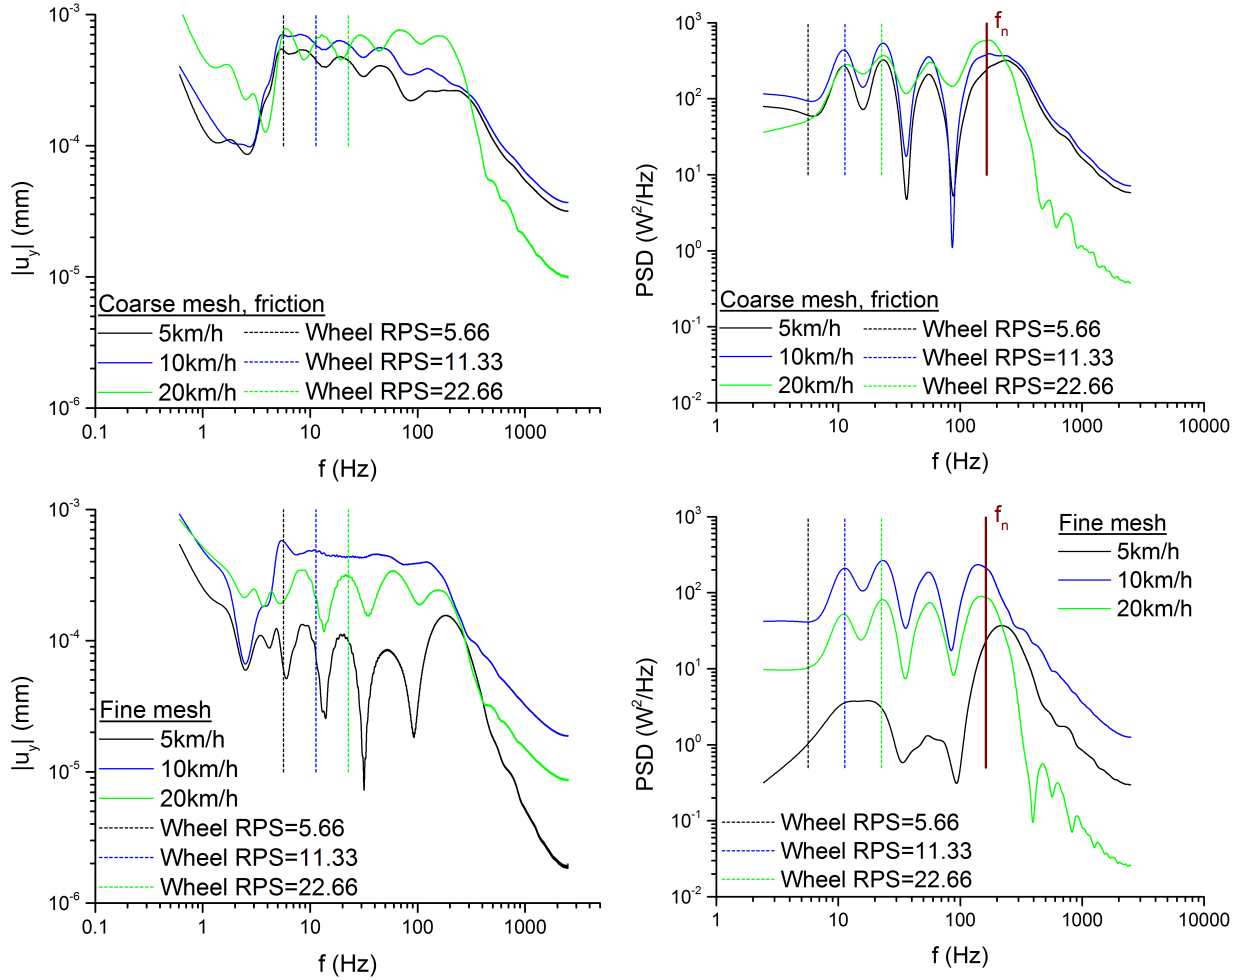 10^-3
10^-4
10^-5
10^-6
|u_y| (mm)
Coarse mesh, friction
5km/h
10km/h
20km/h
Wheel RPS=5.66
Wheel RPS=11.33
Wheel RPS=22.66
0.1 1 10 100 1000
f (Hz)
f_n
10^3
10^2
10^1
10^0
10^-1
10^-2
PSD (W^2/Hz)
Coarse mesh, friction
5km/h
10km/h
20km/h
Wheel RPS=5.66
Wheel RPS=11.33
Wheel RPS=22.66
1 10 100 1000 10000
f (Hz)
10^-3
10^-4
10^-5
10^-6
|u_y| (mm)
Fine mesh
5km/h
10km/h
20km/h
Wheel RPS=5.66
Wheel RPS=11.33
Wheel RPS=22.66
0.1 1 10 100 1000
f (Hz)
f_n
10^3
10^2
10^1
10^0
10^-1
10^-2
PSD (W^2/Hz)
Fine mesh
5km/h
10km/h
20km/h
Wheel RPS=5.66
Wheel RPS=11.33
Wheel RPS=22.66
1 10 100 1000 10000
f (Hz)